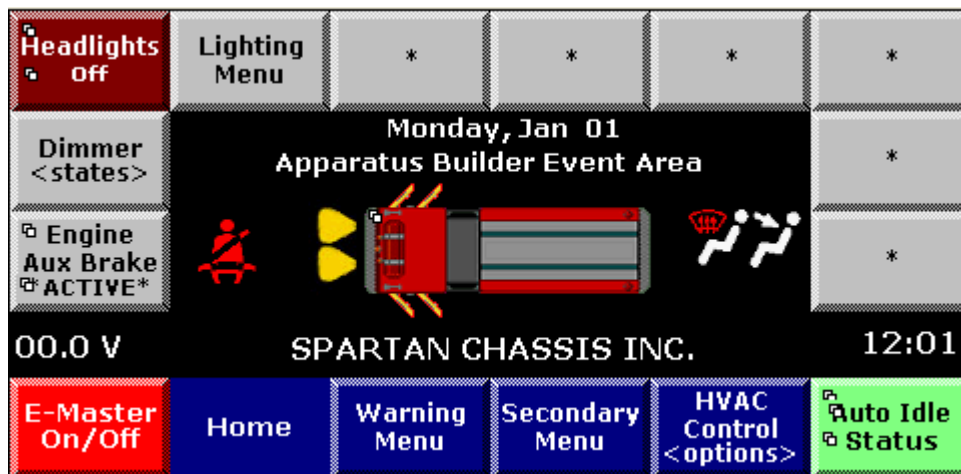 Headlights
Off
Lighting
Menu
*
*
*
*
Dimmer
<states>
Monday, Jan 01
Apparatus Builder Event Area
*
Engine
Aux Brake
*ACTIVE*
*
00.0 V
SPARTAN CHASSIS INC.
12:01
E-Master
On/Off
Home
Warning
Menu
Secondary
Menu
HVAC
Control
<options>
Auto Idle
Status